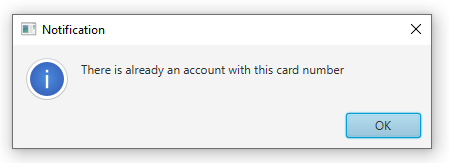 Notification
There is already an account with this card number
OK